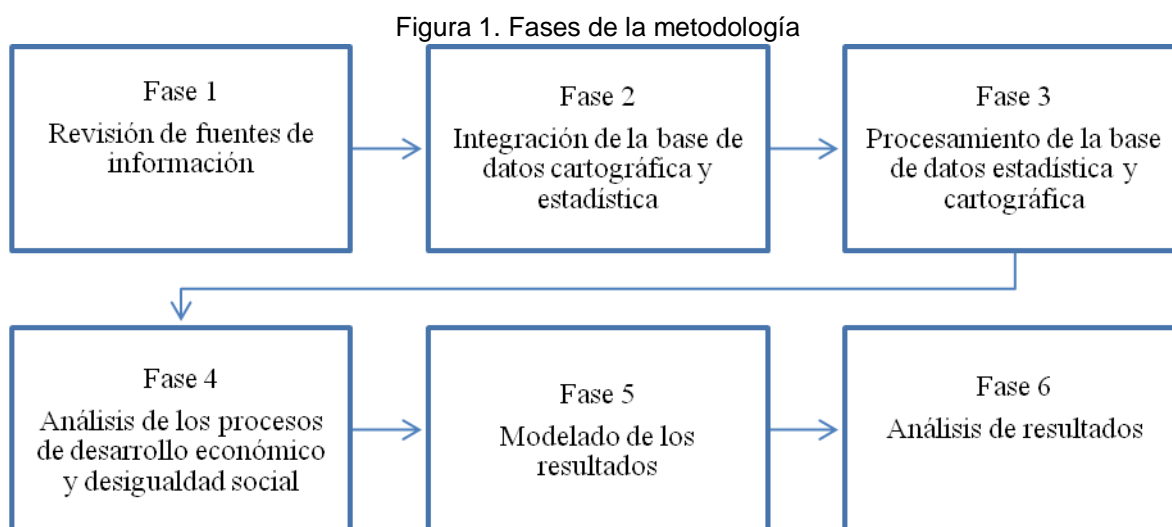 Figura 1. Fases de la metodología
Fase 1
Revisión de fuentes de
información
Fase 2
Integración de la base de
datos cartográfica y
estadística
Fase 3
Procesamiento de la base
de datos estadística y
cartográfica
Fase 4
Análisis de los procesos
de desarrollo económico
y desigualdad social
Fase 5
Modelado de los
resultados
Fase 6
Análisis de resultados